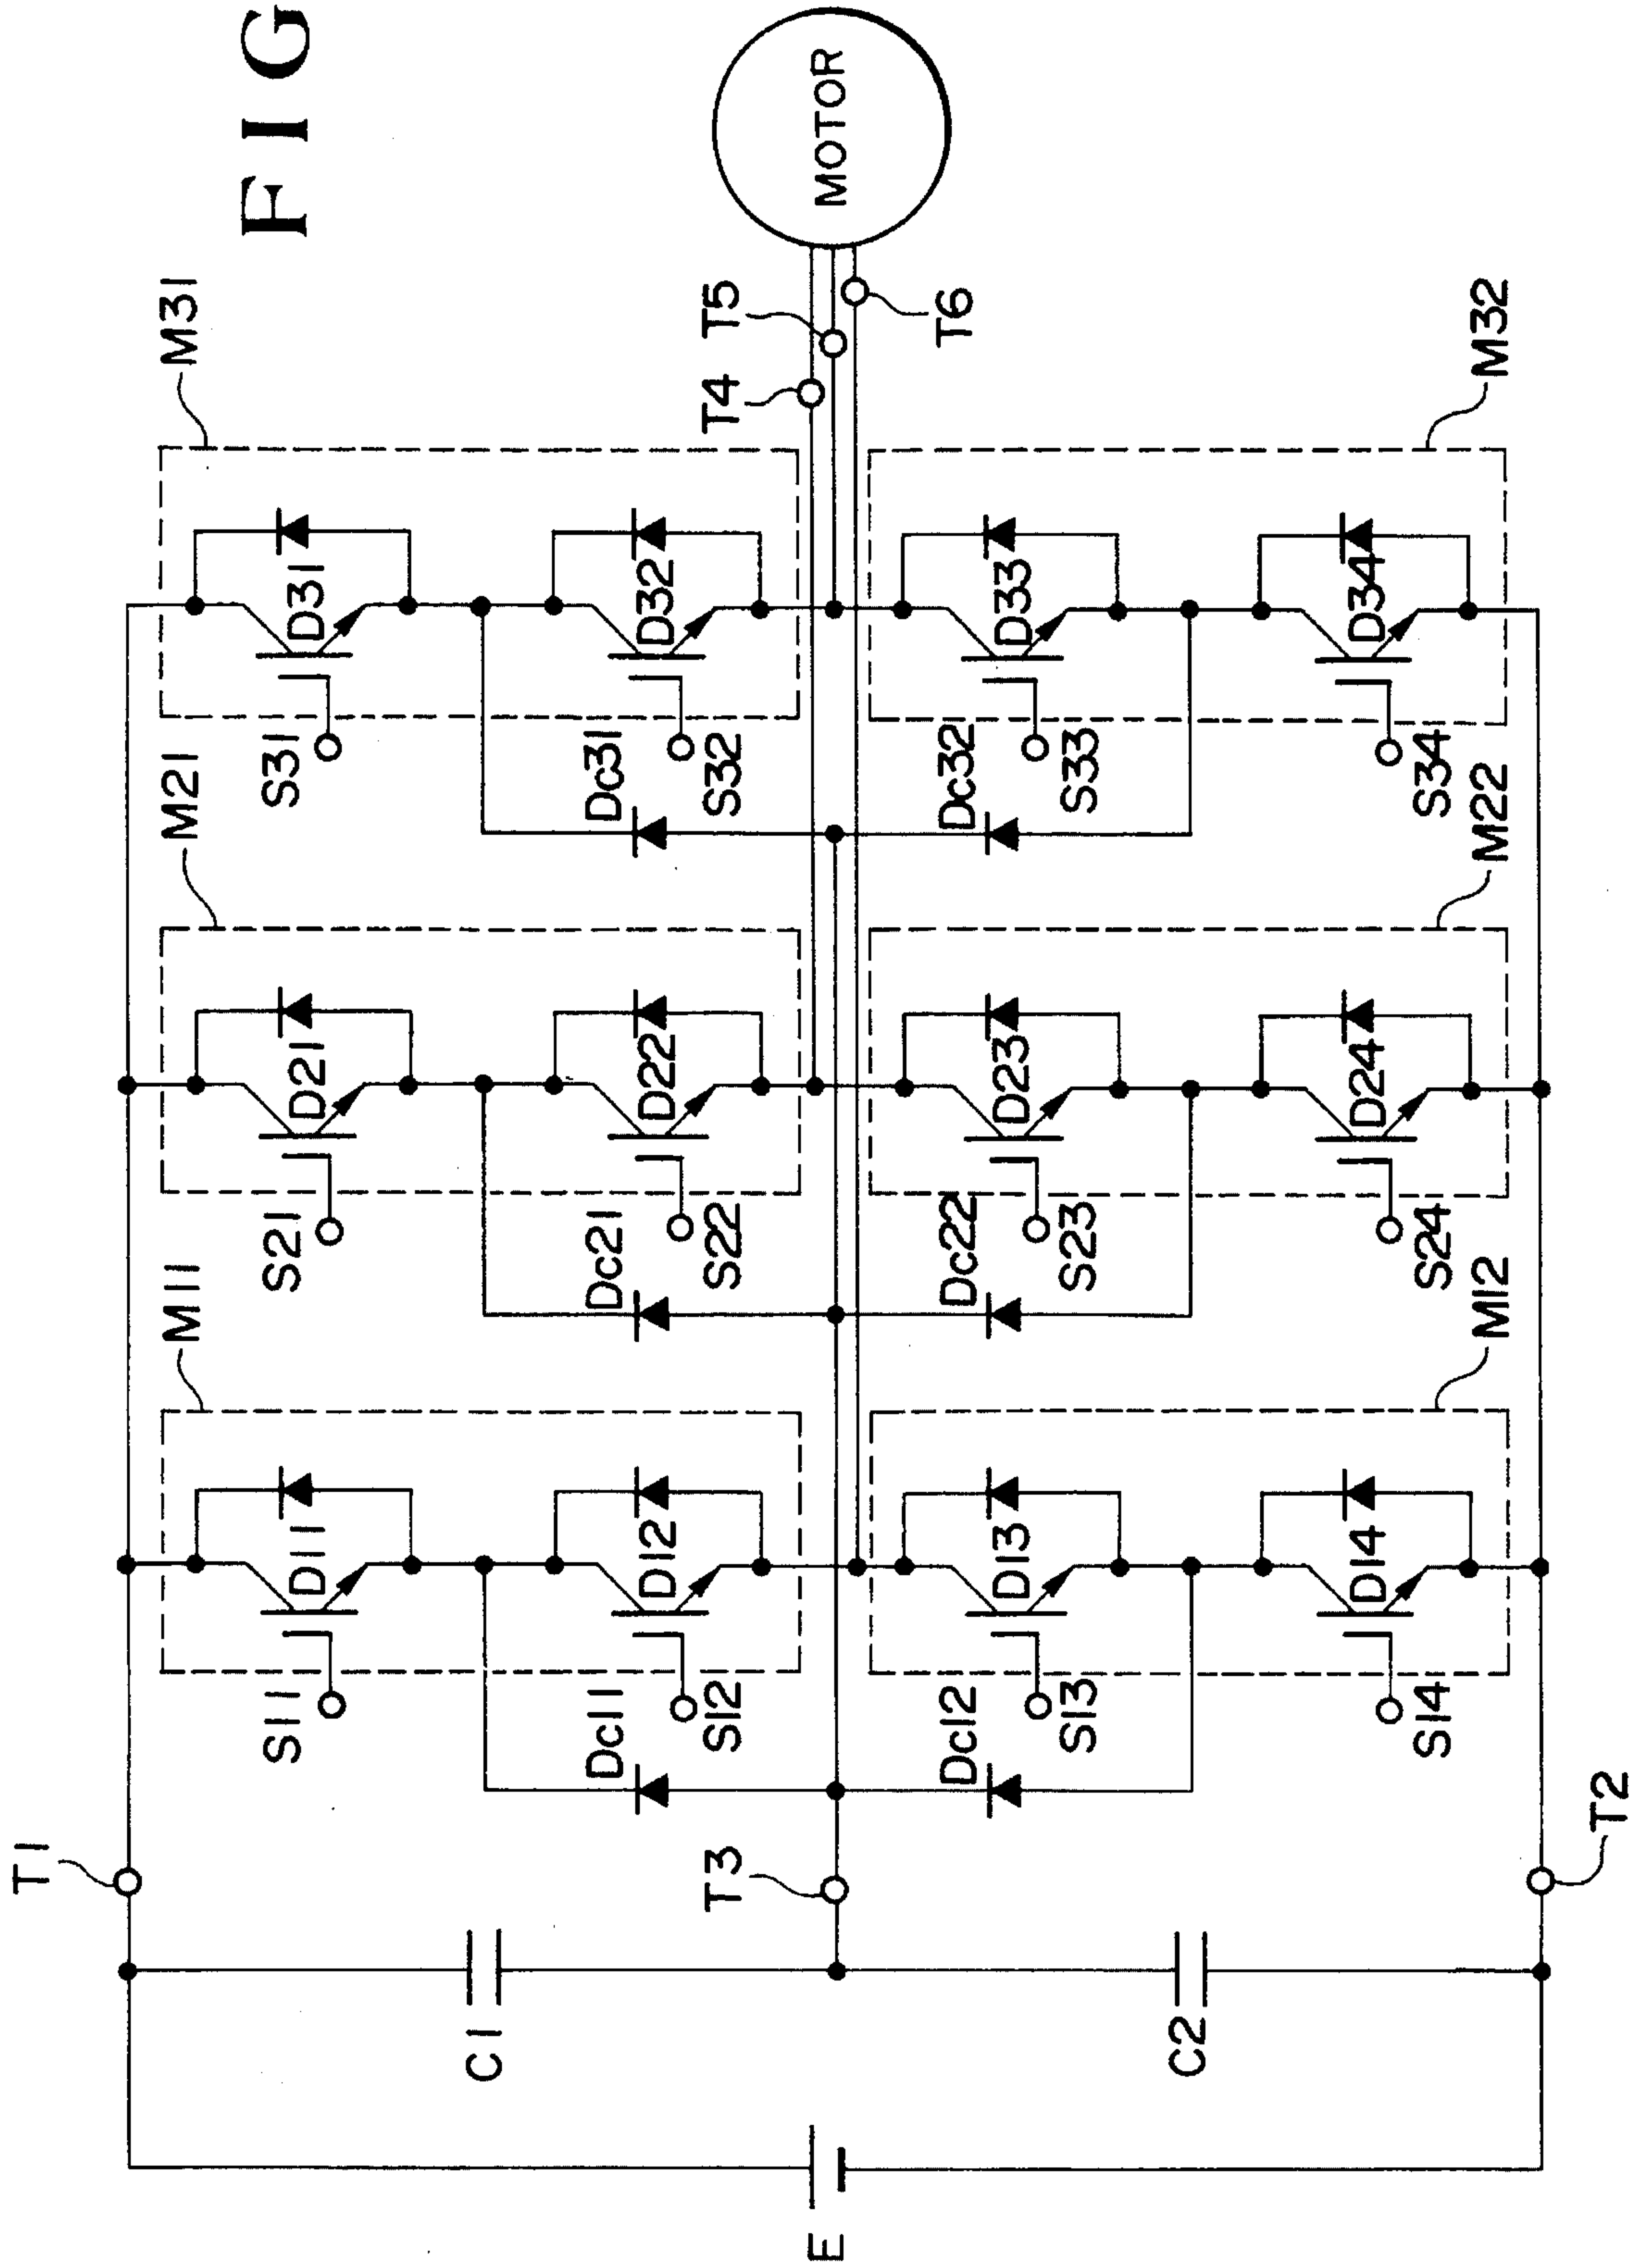 FIG
T1
M11
M21
M31
S11
D11
S21
D21
S31
D31
C1
Dc11
S12
D12
Dc21
S22
D22
Dc31
S32
D32
E
T3
T4
T5
MOTOR
T6
Dc12
S13
D13
Dc22
S23
D23
Dc32
S33
D33
C2
S14
D14
S24
D24
S34
D34
T2
M12
M22
M32